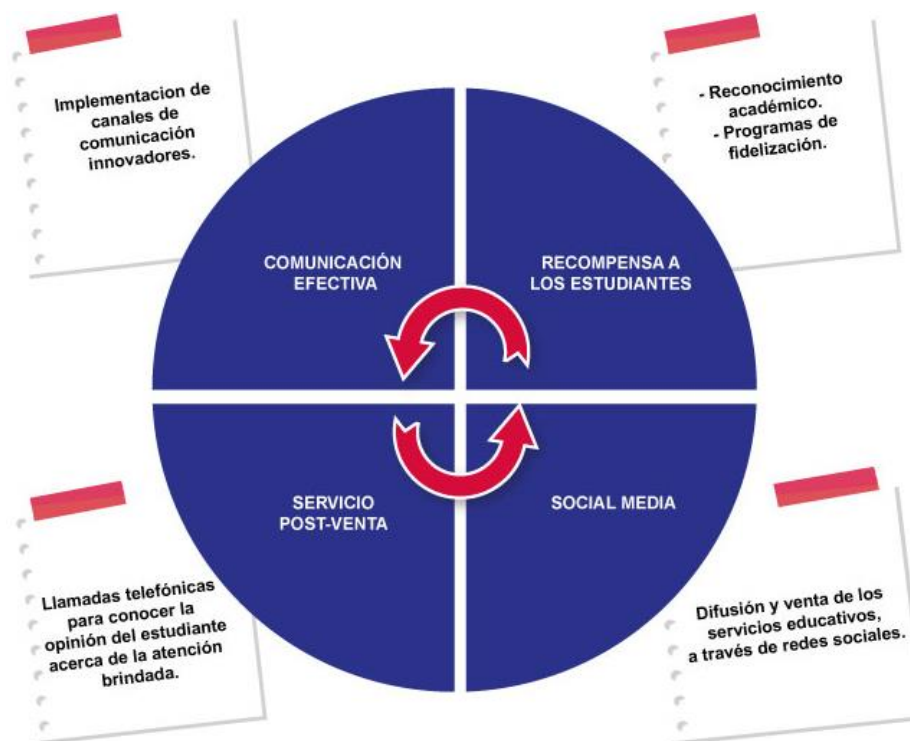 Implementacion de
canales de
comunicación
innovadores.
- Reconocimiento
académico.
- Programas de
fidelización.
COMUNICACIÓN
EFECTIVA
RECOMPENSA A
LOS ESTUDIANTES
SERVICIO
POST-VENTA
SOCIAL MEDIA
Llamadas telefónicas
para conocer la
opinión del estudiante
acerca de la atención
brindada.
Difusión y venta de los
servicios educativos,
a través de redes sociales.